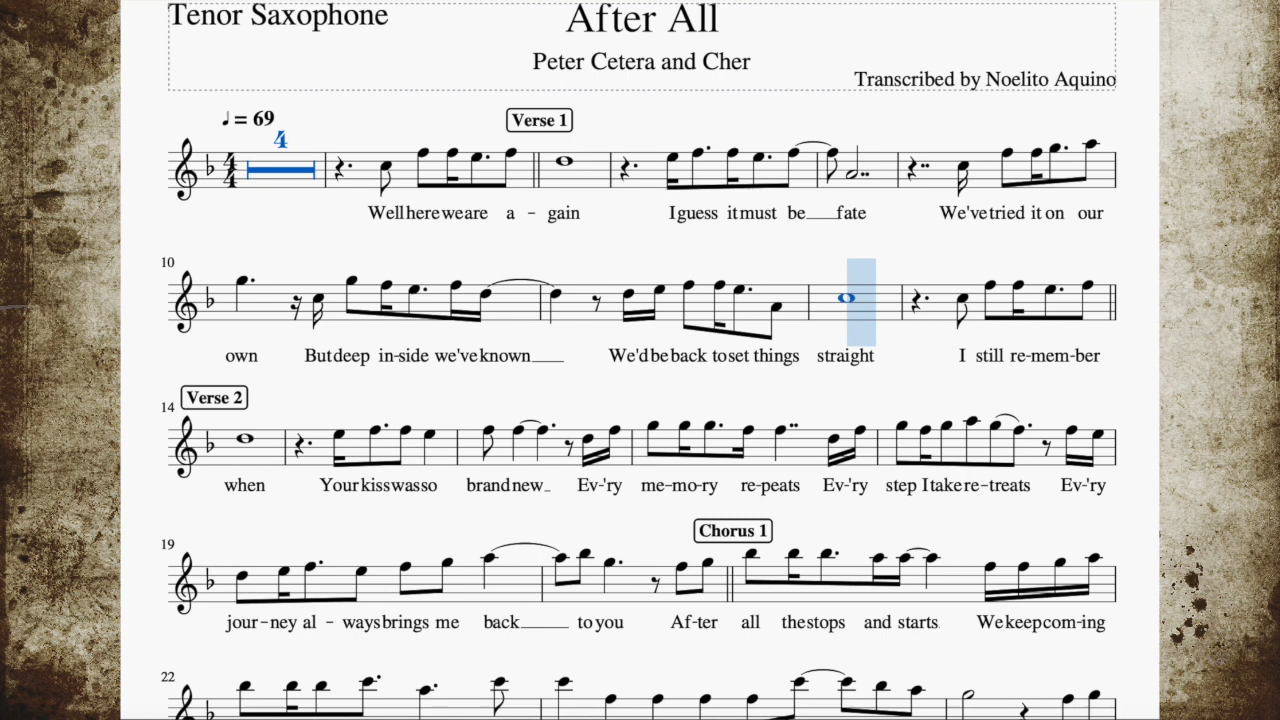 Tenor Saxophone
After All
Peter Cetera and Cher
Transcribed by Noelito Aquino
♩ = 69
Verse 1
4
Well here we are a - gain I guess it must be fate We've tried it on our
10
own But deep in-side we've known We'd be back to set things straight I still re-mem-ber
Verse 2
14
when Your kiss was so brand new Ev-'ry me-mo-ry re-peats Ev-'ry step I take re-treats Ev-'ry
19
Chorus 1
jour-ney al - ways brings me back to you Af-ter all the stops and starts We keep com-ing
22